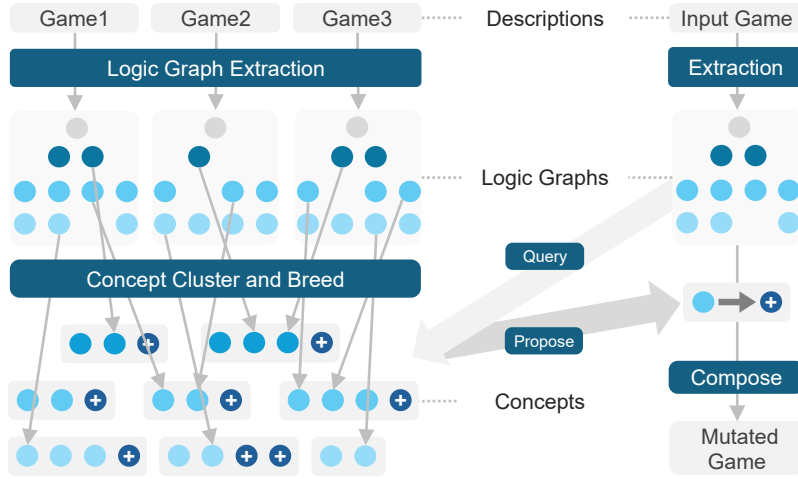 Game1
Game2
Game3
Descriptions
Input Game
Logic Graph Extraction
Extraction
Logic Graphs
Query
Concept Cluster and Breed
Propose
Compose
Concepts
Mutated
Game